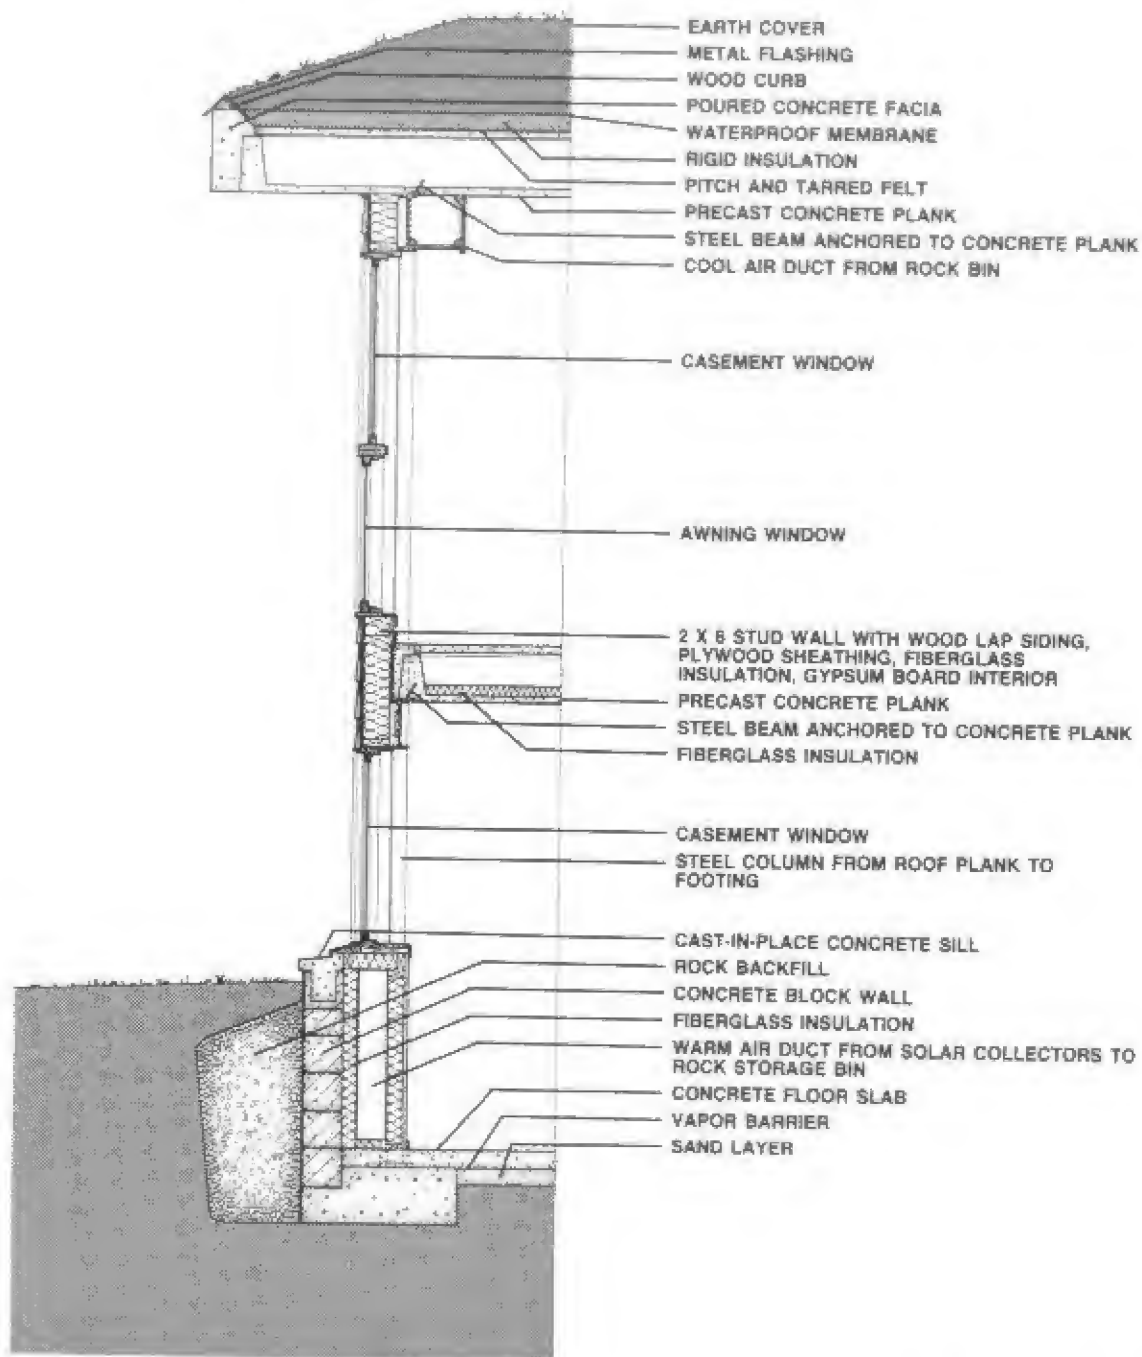 EARTH COVER
METAL FLASHING
WOOD CURB
POURED CONCRETE FACIA
WATERPROOF MEMBRANE
RIGID INSULATION
PITCH AND TARRED FELT
PRECAST CONCRETE PLANK
STEEL BEAM ANCHORED TO CONCRETE PLANK
COOL AIR DUCT FROM ROCK BIN
CASEMENT WINDOW
AWNING WINDOW
2 X 6 STUD WALL WITH WOOD LAP SIDING,
PLYWOOD SHEATHING, FIBERGLASS
INSULATION, GYPSUM BOARD INTERIOR
PRECAST CONCRETE PLANK
STEEL BEAM ANCHORED TO CONCRETE PLANK
FIBERGLASS INSULATION
CASEMENT WINDOW
STEEL COLUMN FROM ROOF PLANK TO
FOOTING
CAST-IN-PLACE CONCRETE SILL
ROCK BACKFILL
CONCRETE BLOCK WALL
FIBERGLASS INSULATION
WARM AIR DUCT FROM SOLAR COLLECTORS TO
ROCK STORAGE BIN
CONCRETE FLOOR SLAB
VAPOR BARRIER
SAND LAYER